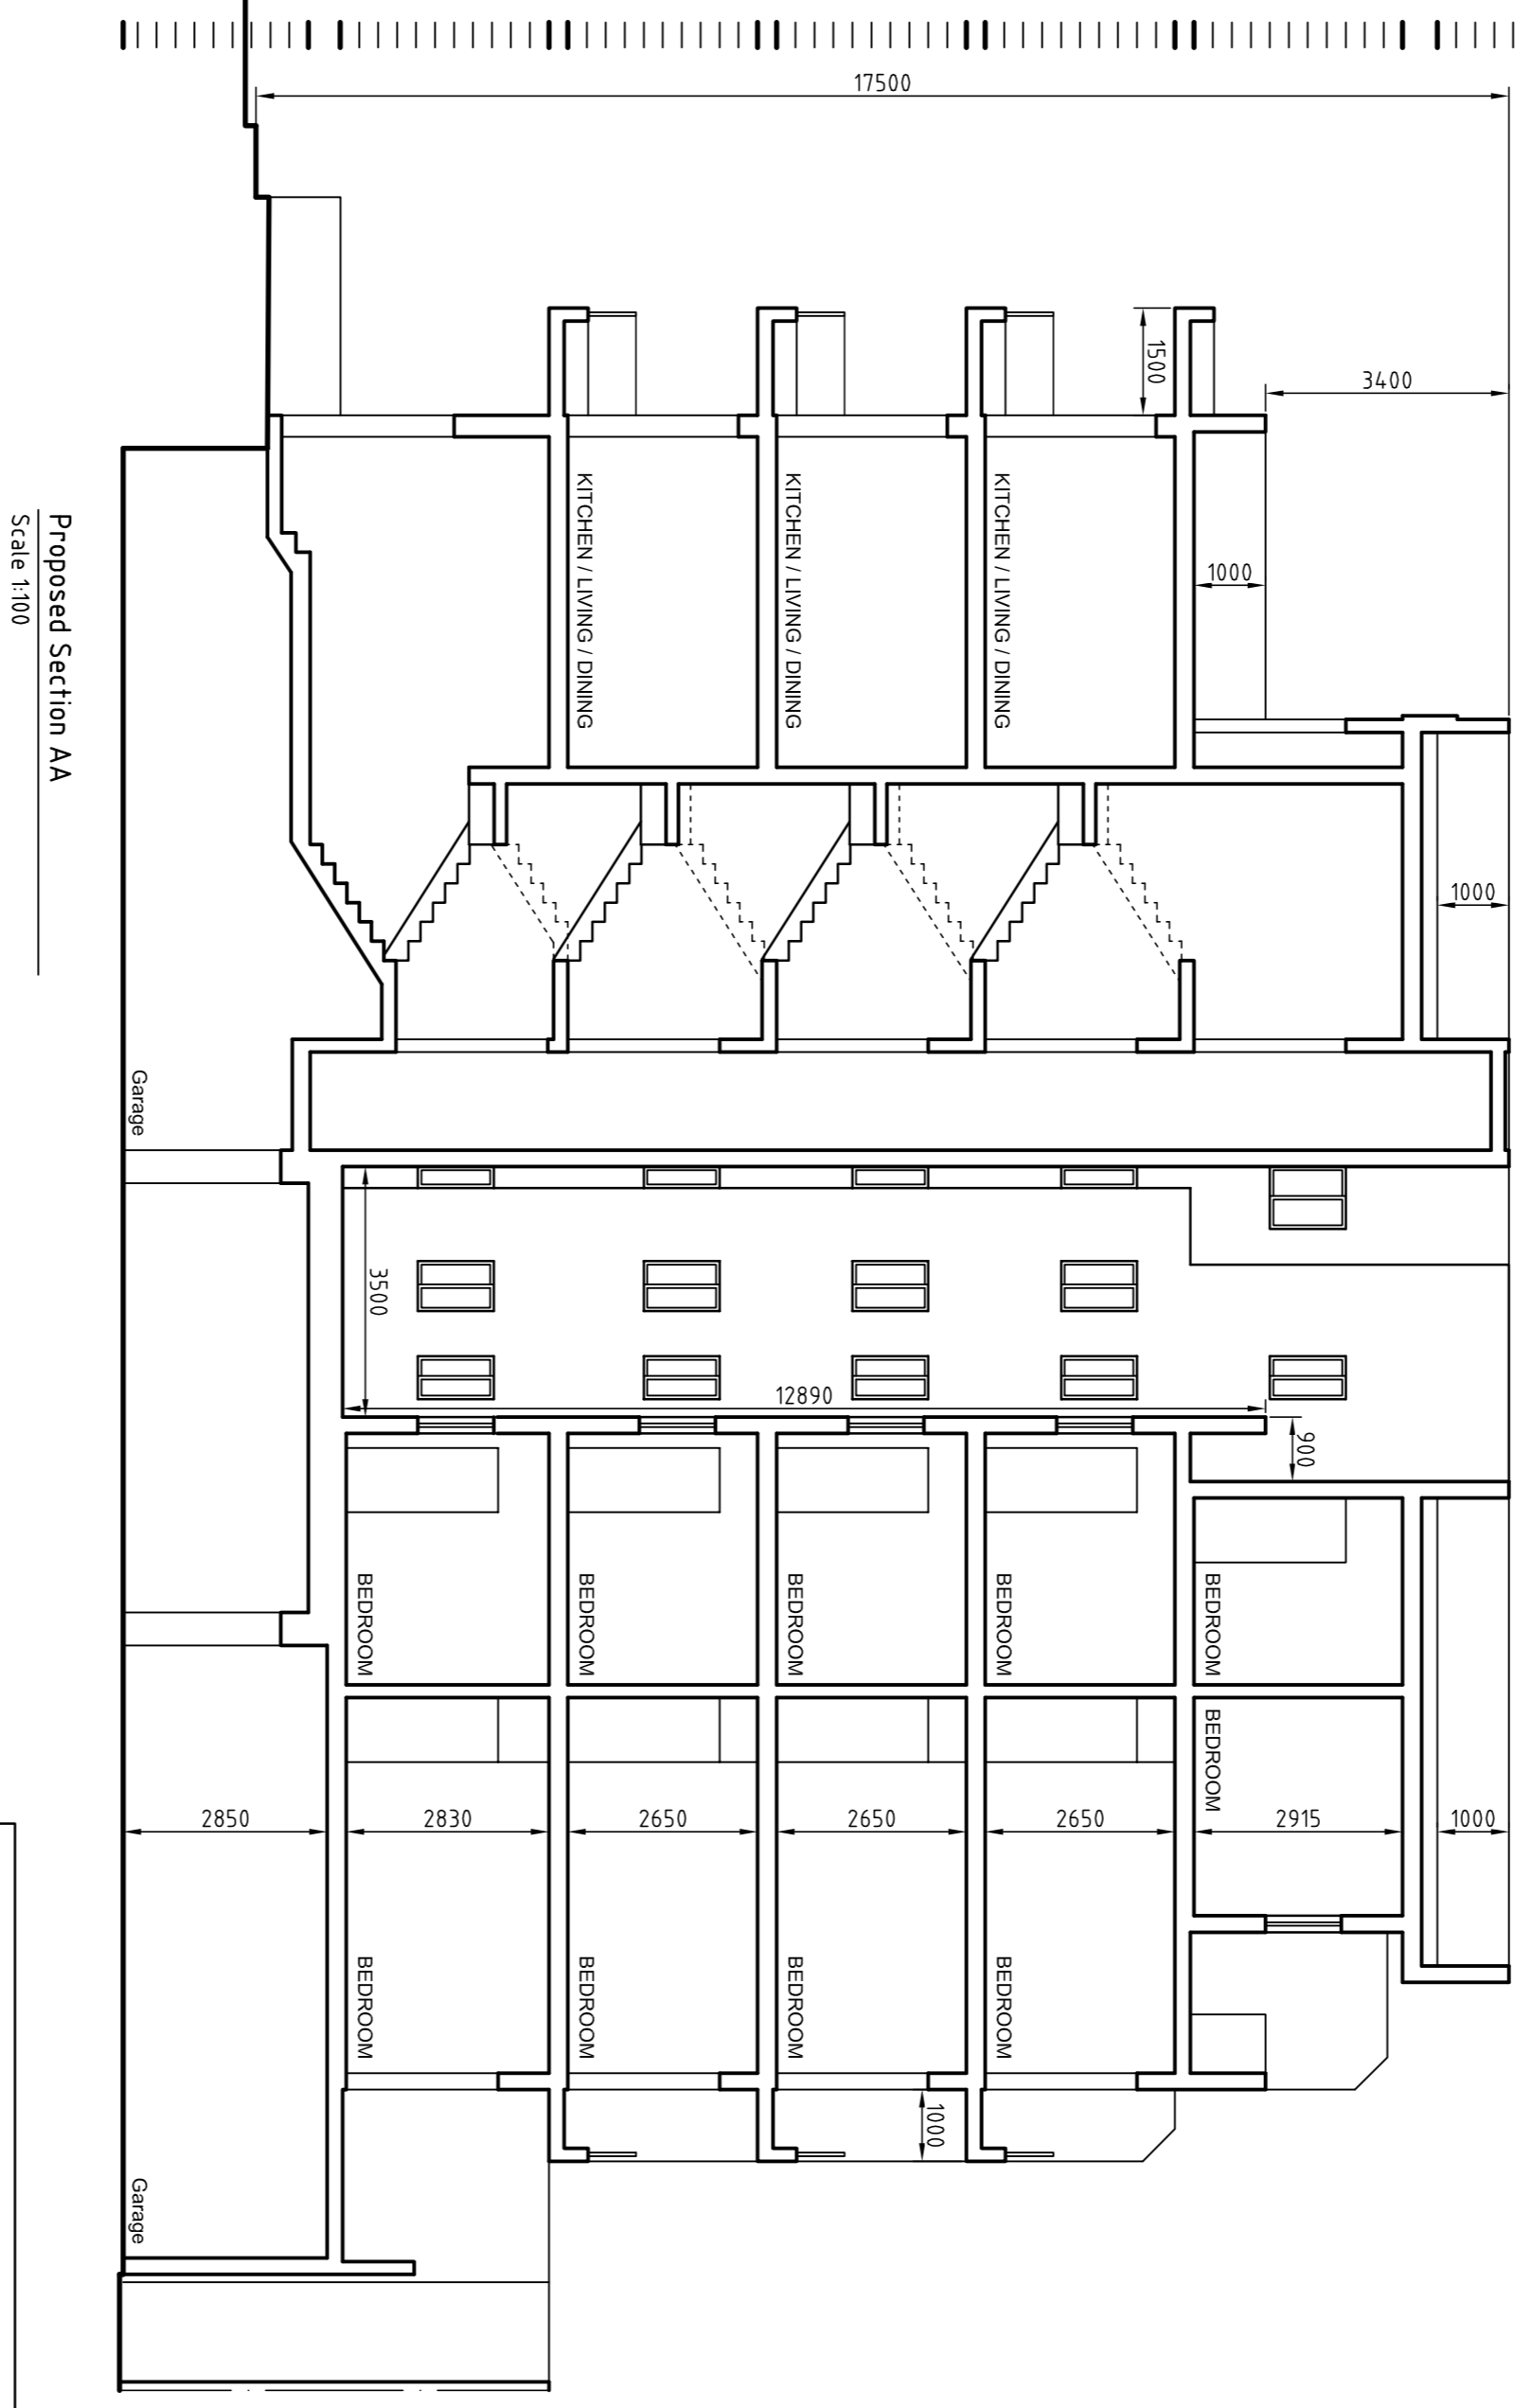 17500
3400
1500
1000
KITCHEN / LIVING / DINING
KITCHEN / LIVING / DINING
KITCHEN / LIVING / DINING
1000
Garage
3500
12890
900
BEDROOM
BEDROOM
BEDROOM
BEDROOM
BEDROOM
BEDROOM
2850
2830
2650
2650
2650
2915
1000
BEDROOM
BEDROOM
BEDROOM
BEDROOM
1000
Garage
Proposed Section AA
Scale 1:100